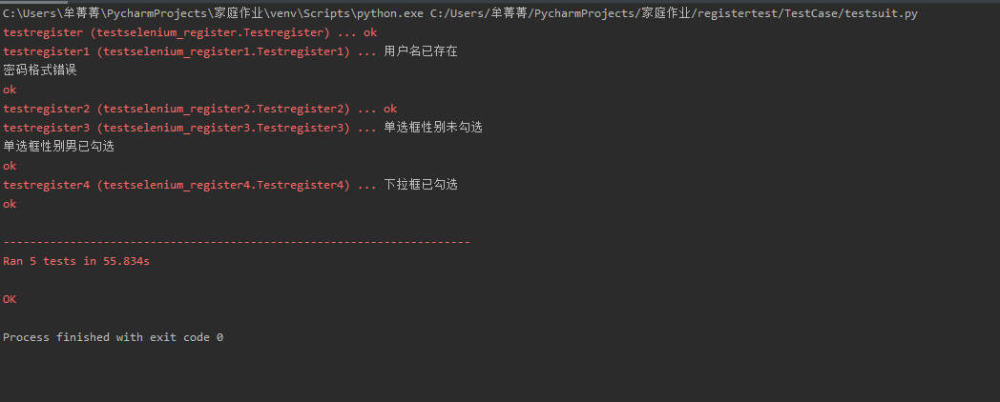 C:\Users\牟菁菁\PycharmProjects\家庭作业\venv\Scripts\python.exe C:/Users/牟菁菁/PycharmProjects/家庭作业/registertest/TestCase/testsuit.py
testregister (testselenium_register.Testregister) ... ok
testregister1 (testselenium_register1.Testregister1) ... 用户名已存在
密码格式错误
ok
testregister2 (testselenium_register2.Testregister2) ... ok
testregister3 (testselenium_register3.Testregister3) ... 单选框性别未勾选
单选框性别男已勾选
ok
testregister4 (testselenium_register4.Testregister4) ... 下拉框已勾选
ok
----------------------------------------------------------------------
Ran 5 tests in 55.834s
OK
Process finished with exit code 0